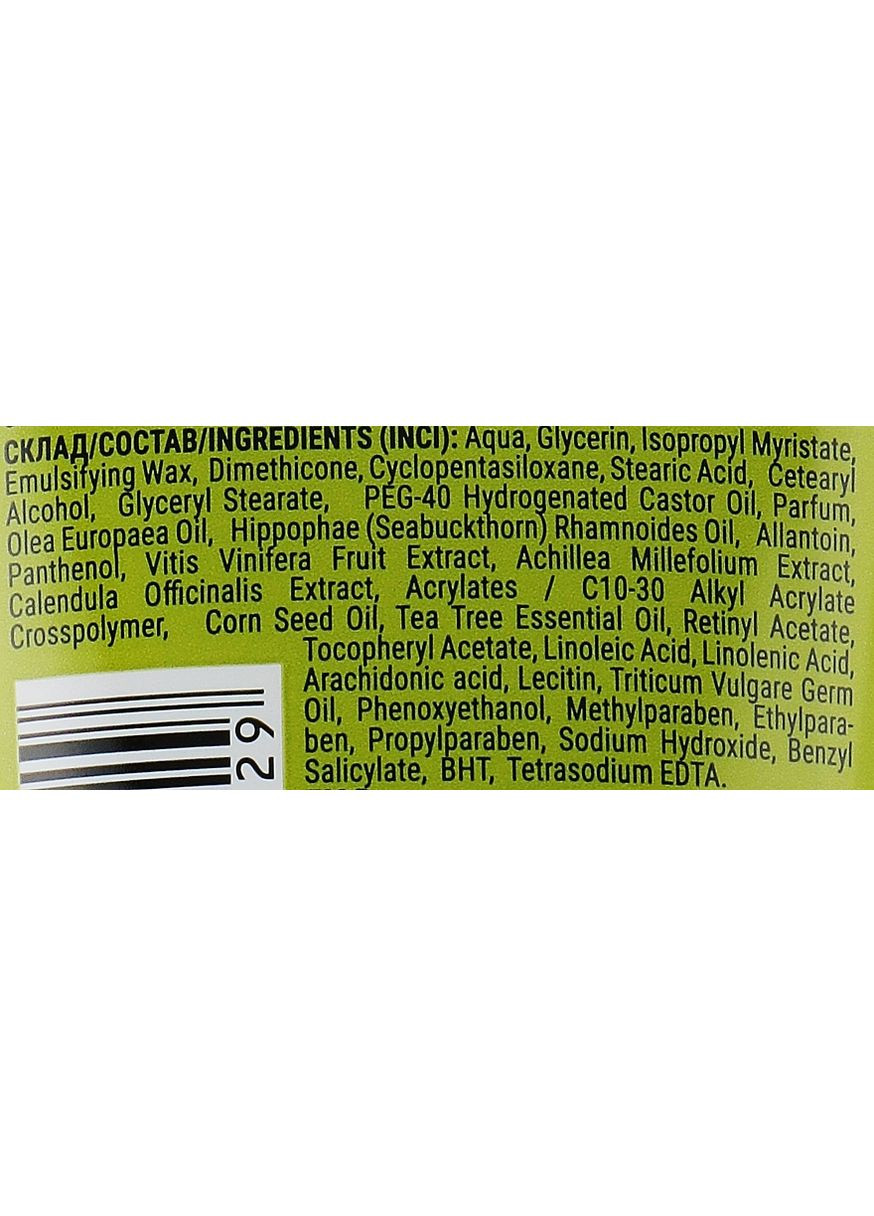 СКЛАД/СОСТАВ/INGREDIENTS (INCI): Aqua, Glycerin, Isopropyl Myristate,
Emulsifying Wax, Dimethicone, Cyclopentasiloxane, Stearic Acid, Cetearyl
Alcohol, Glyceryl Stearate, PEG-40 Hydrogenated Castor Oil, Parfum,
Olea Europaea Oil, Hippophae (Seabuckthorn) Rhamnoides Oil, Allantoin,
Panthenol, Vitis Vinifera Fruit Extract, Achillea Millefolium Extract,
Calendula Officinalis Extract, Acrylates / C10-30 Alkyl Acrylate
Crosspolymer, Corn Seed Oil, Tea Tree Essential Oil, Retinyl Acetate,
Tocopheryl Acetate, Linoleic Acid, Linolenic Acid,
Arachidonic acid, Lecitin, Triticum Vulgare Germ
Oil, Phenoxyethanol, Methylparaben, Ethylpara-
ben, Propylparaben, Sodium Hydroxide, Benzyl
Salicylate, BHT, Tetrasodium EDTA.
29